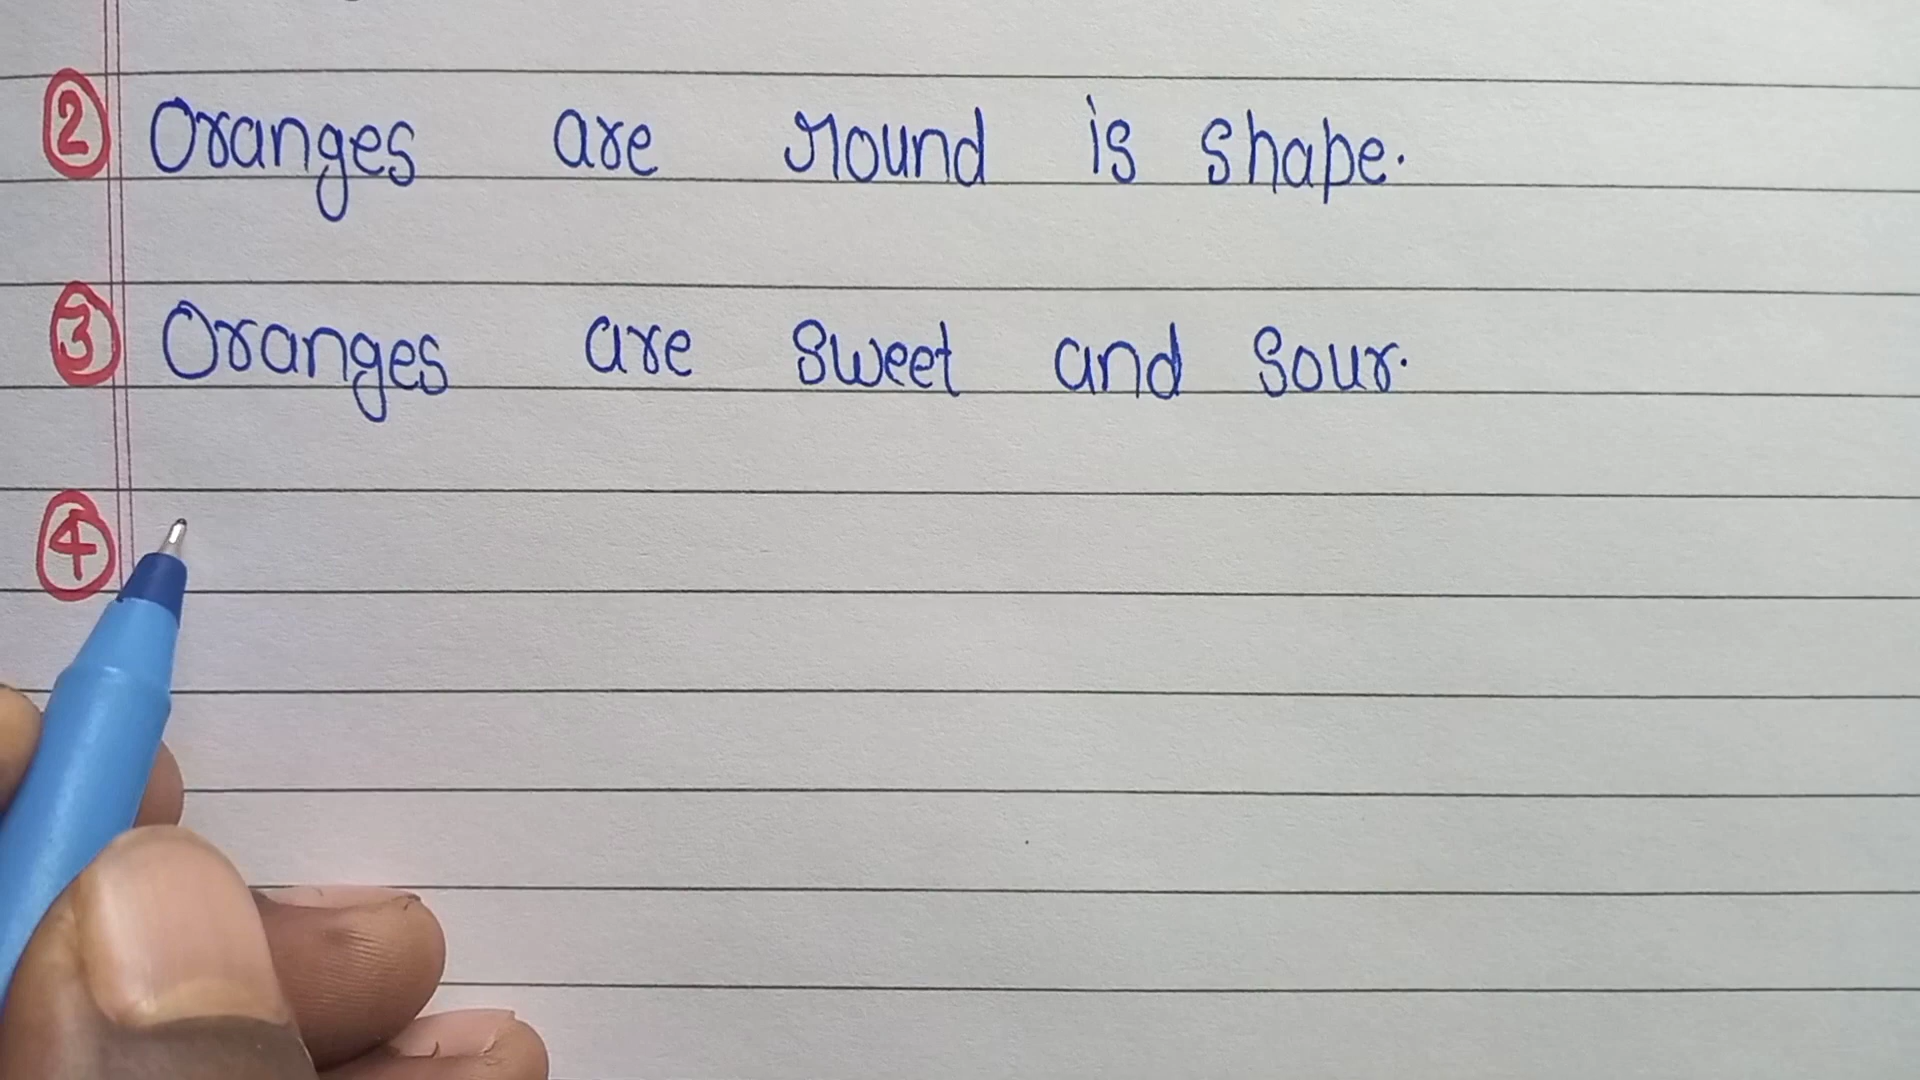 ② Oranges are round is shape.
③ Oranges are sweet and sour.
④